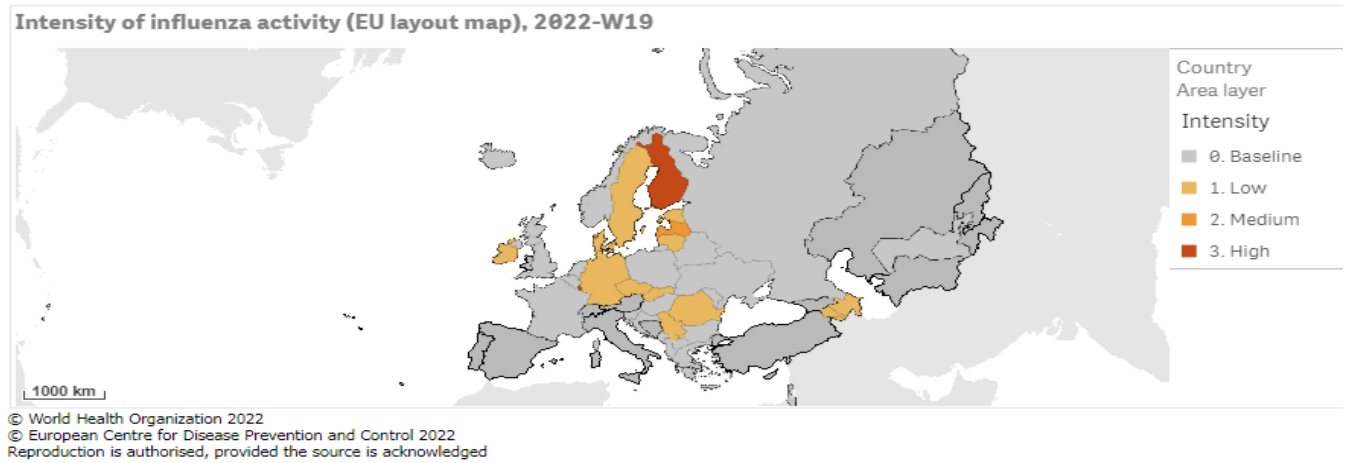 Intensity of influenza activity (EU layout map), 2022-W19
Country
Area layer
Intensity
0. Baseline
1. Low
2. Medium
3. High
1000 km
© World Health Organization 2022
© European Centre for Disease Prevention and Control 2022
Reproduction is authorised, provided the source is acknowledged